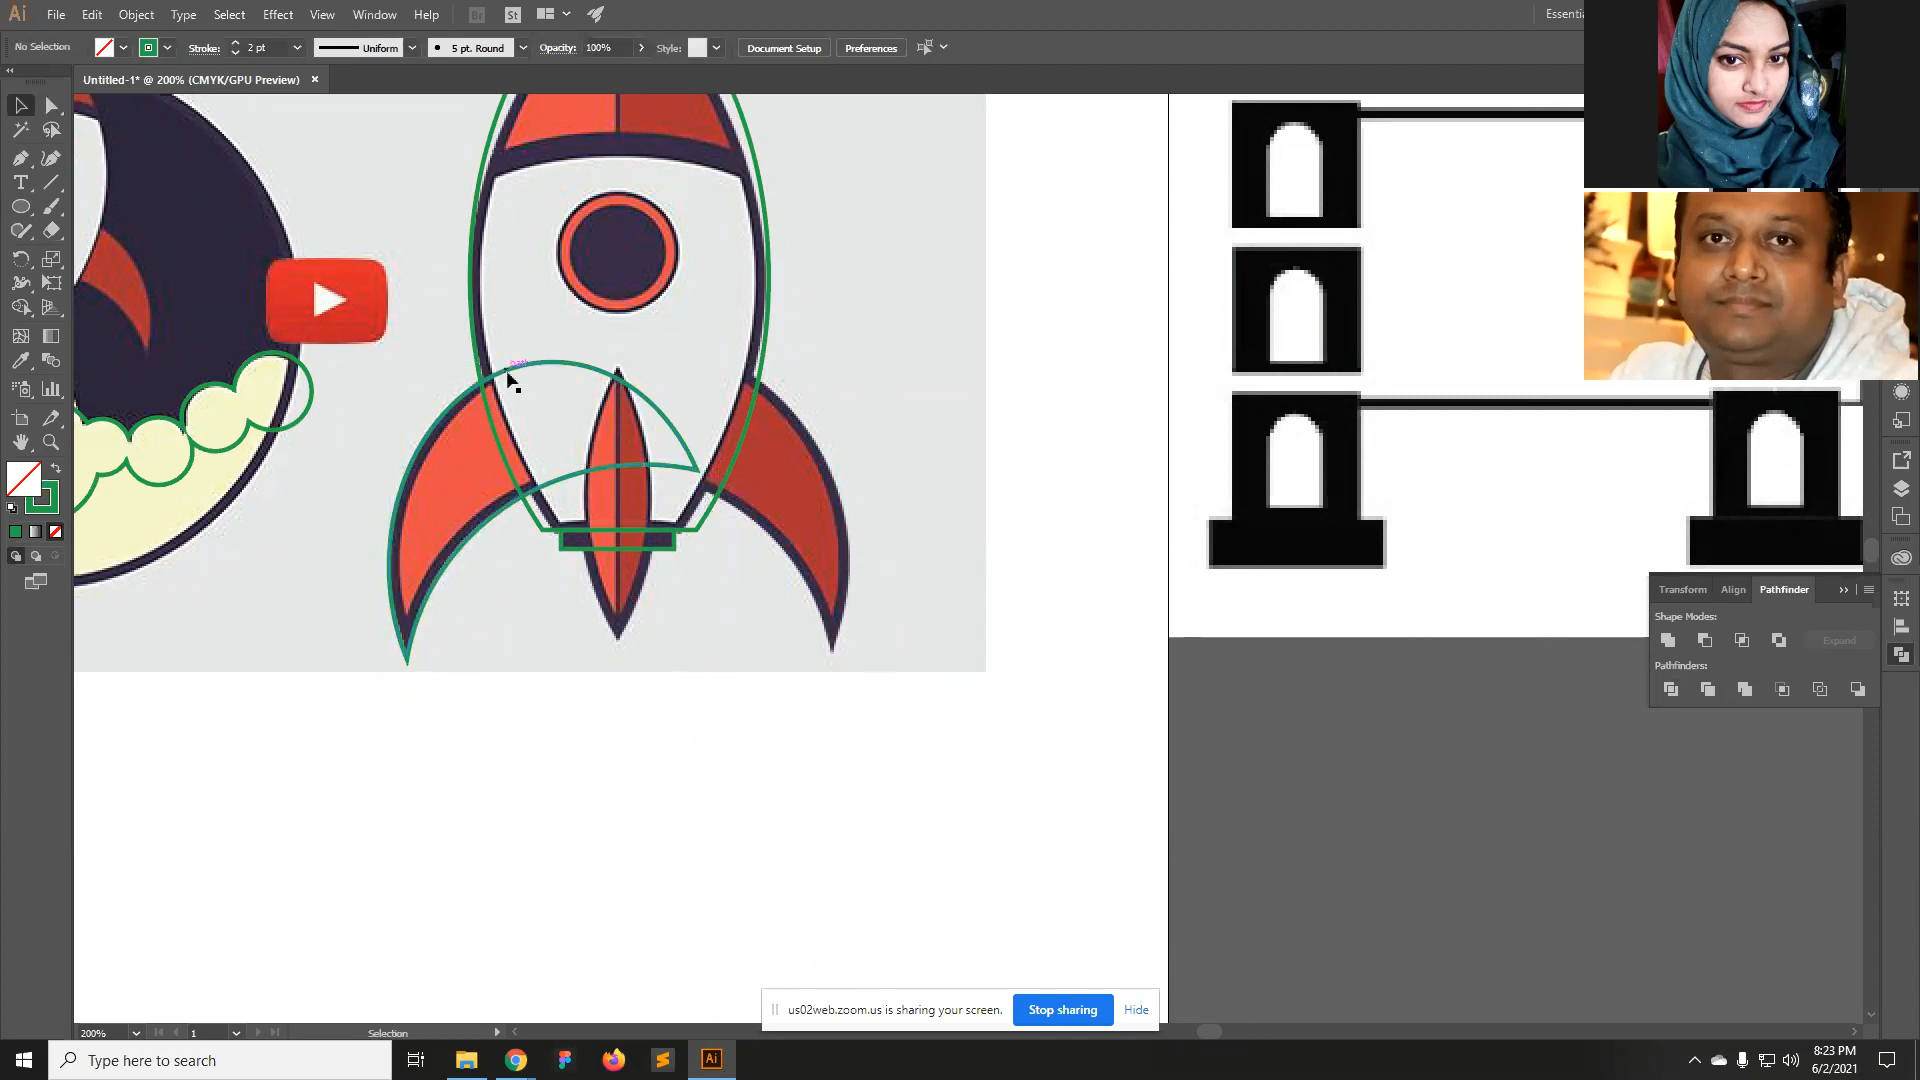 Ai File Edit Object Type Select Effect View Window Help Br St
No Selection Stroke: 2 pt Uniform 5 pt. Round Opacity: 100% Style: Document Setup Preferences
Untitled-1* @ 200% (CMYK/GPU Preview) ×
Transform Align Pathfinder
Shape Modes:
Expand
Pathfinders:
us02web.zoom.us is sharing your screen. Stop sharing Hide
200% 1 Selection
Type here to search
Ai
8:23 PM
6/2/2021